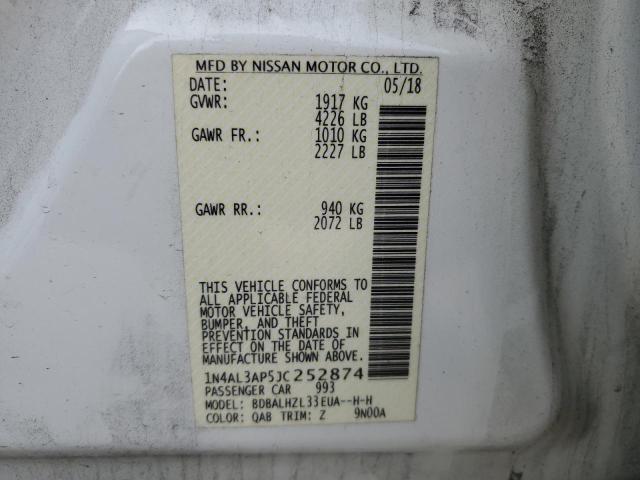 MFD BY NISSAN MOTOR CO., LTD.
DATE: 05/18
GVWR: 1917 KG
4226 LB
GAWR FR.: 1010 KG
2227 LB
GAWR RR.: 940 KG
2072 LB
THIS VEHICLE CONFORMS TO
ALL APPLICABLE FEDERAL
MOTOR VEHICLE SAFETY,
BUMPER, AND THEFT
PREVENTION STANDARDS IN
EFFECT ON THE DATE OF
MANUFACTURE SHOWN ABOVE.
1N4AL3AP5JC252874
PASSENGER CAR 993
MODEL: BDBALHZL33EUA--H-H
COLOR: QAB TRIM: Z 9N00A